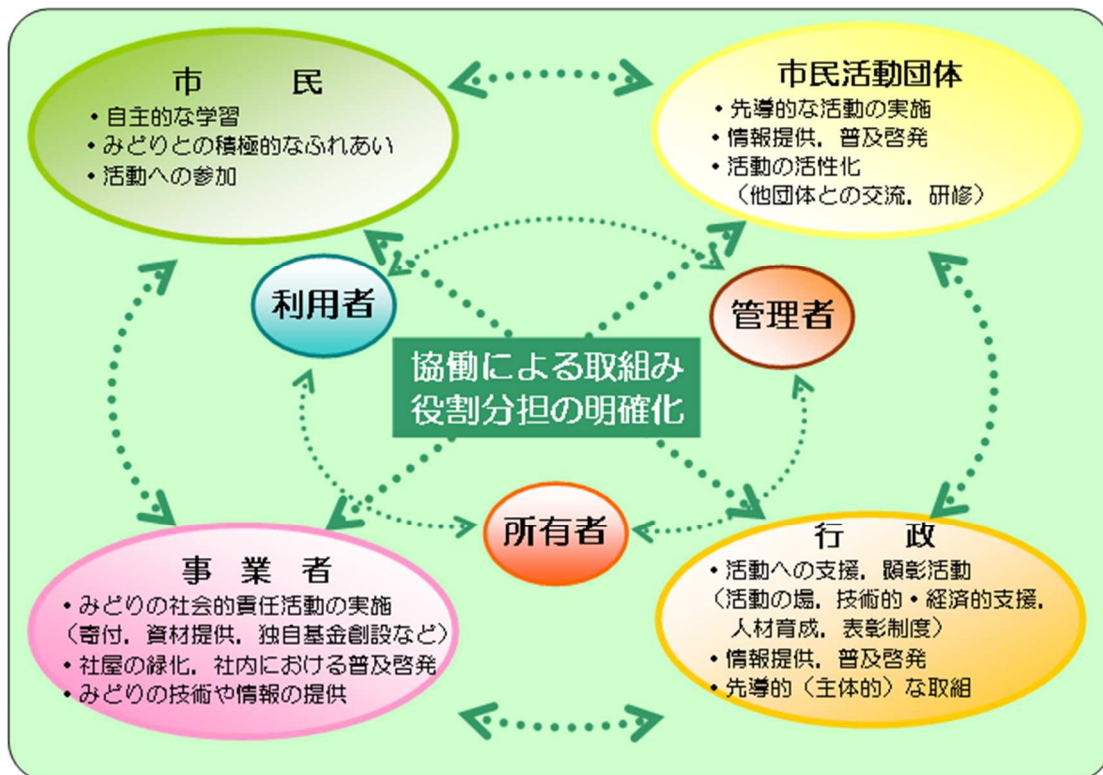 市　　民
・自主的な学習
・みどりとの積極的なふれあい
・活動への参加
市民活動団体
・先導的な活動の実施
・情報提供，普及啓発
・活動の活性化
（他団体との交流，研修）
利用者
管理者
協働による取組み
役割分担の明確化
所有者
事　業　者
・みどりの社会的責任活動の実施
（寄付，資材提供，独自基金創設など）
・社屋の緑化，社内における普及啓発
・みどりの技術や情報の提供
行　　政
・活動への支援，顕彰活動
（活動の場，技術的・経済的支援，
人材育成，表彰制度）
・情報提供，普及啓発
・先導的（主体的）な取組